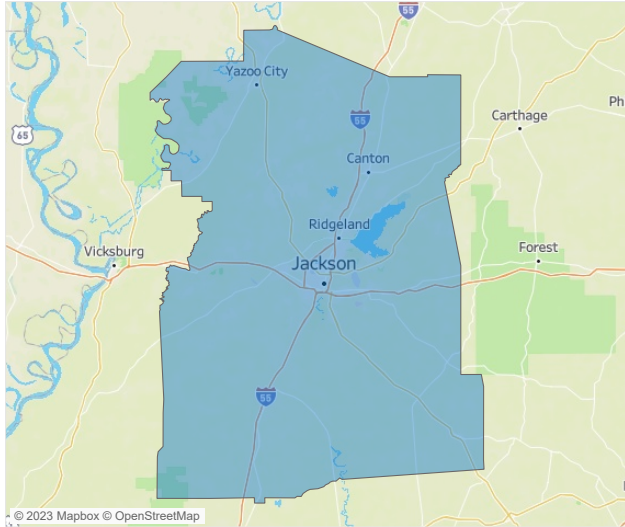 55
Yazoo City
Ph
Carthage
65
55
Canton
Ridgeland
Forest
Vicksburg
Jackson
55
© 2023 Mapbox © OpenStreetMap